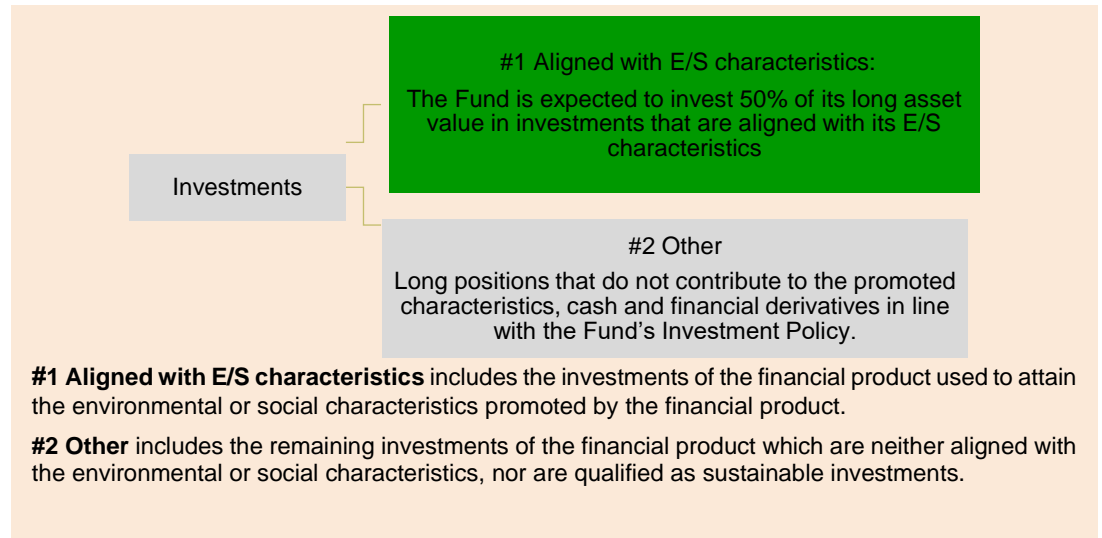 #1 Aligned with E/S characteristics:
The Fund is expected to invest 50% of its long asset
value in investments that are aligned with its E/S
characteristics
Investments
#2 Other
Long positions that do not contribute to the promoted
characteristics, cash and financial derivatives in line
with the Fund's Investment Policy.
#1 Aligned with E/S characteristics includes the investments of the financial product used to attain
the environmental or social characteristics promoted by the financial product.
#2 Other includes the remaining investments of the financial product which are neither aligned with
the environmental or social characteristics, nor are qualified as sustainable investments.